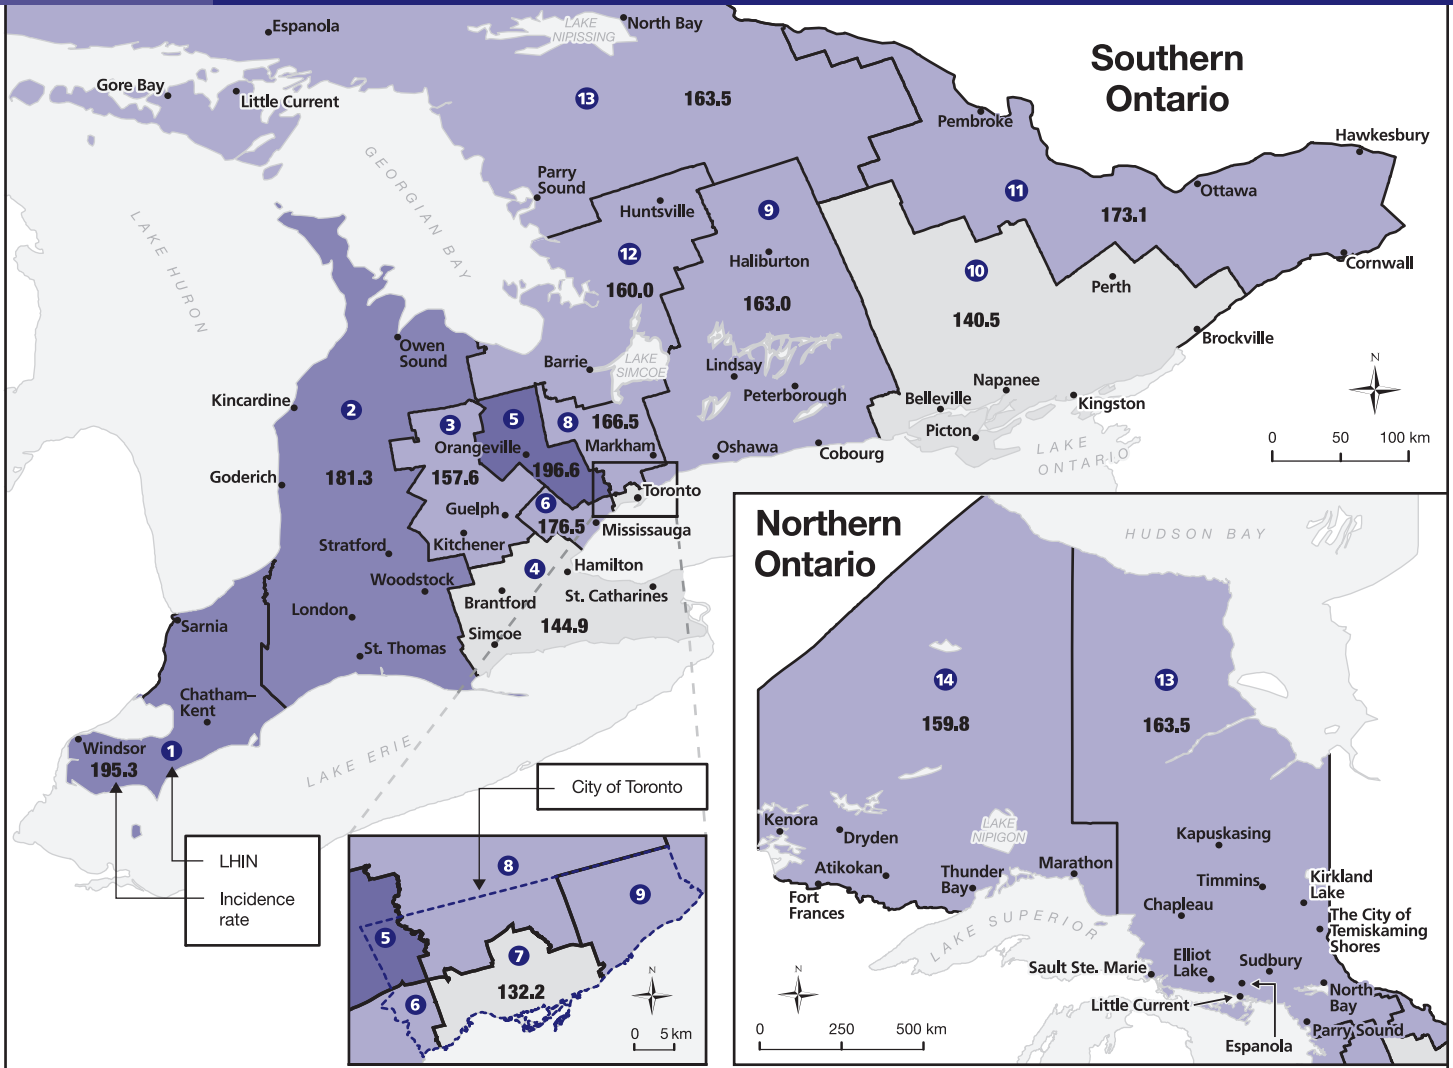 Southern
Ontario
Espanola
LAKE
NIPISSING
North Bay
Gore Bay
Little Current
13
163.5
Pembroke
Hawkesbury
GEORGIAN BAY
Parry
Sound
Huntsville
9
11
173.1
Ottawa
LAKE HURON
12
160.0
Haliburton
163.0
10
140.5
Perth
Cornwall
Owen
Sound
Barrie
LAKE
SIMCOE
Lindsay
Peterborough
Brockville
N
Kincardine
2
3
5
8
166.5
Napanee
Belleville
Kingston
Picton
Orangeville
Markham
Oshawa
Cobourg
LAKE
ONTARIO
0 50 100 km
Goderich
181.3
157.6
196.6
Toronto
Guelph
6
176.5
Mississauga
Kitchener
Stratford
4
Hamilton
Woodstock
Brantford
St. Catharines
London
144.9
Simcoe
Sarnia
St. Thomas
Chatham–
Kent
Windsor
195.3
1
LAKE ERIE
LHIN
Incidence
rate
City of Toronto
8
9
5
7
132.2
6
N
0 5 km
Northern
Ontario
HUDSON BAY
14
159.8
13
163.5
Kenora
Dryden
LAKE
NIPIGON
Kapuskasing
Atikokan
Thunder
Bay
Marathon
Timmins
Kirkland
Lake
Fort
Frances
Chapleau
The City of
Temiskaming
Shores
LAKE SUPERIOR
Sault Ste. Marie
Elliot
Lake
Sudbury
North
Bay
Little Current
Parry Sound
Espanola
N
0 250 500 km